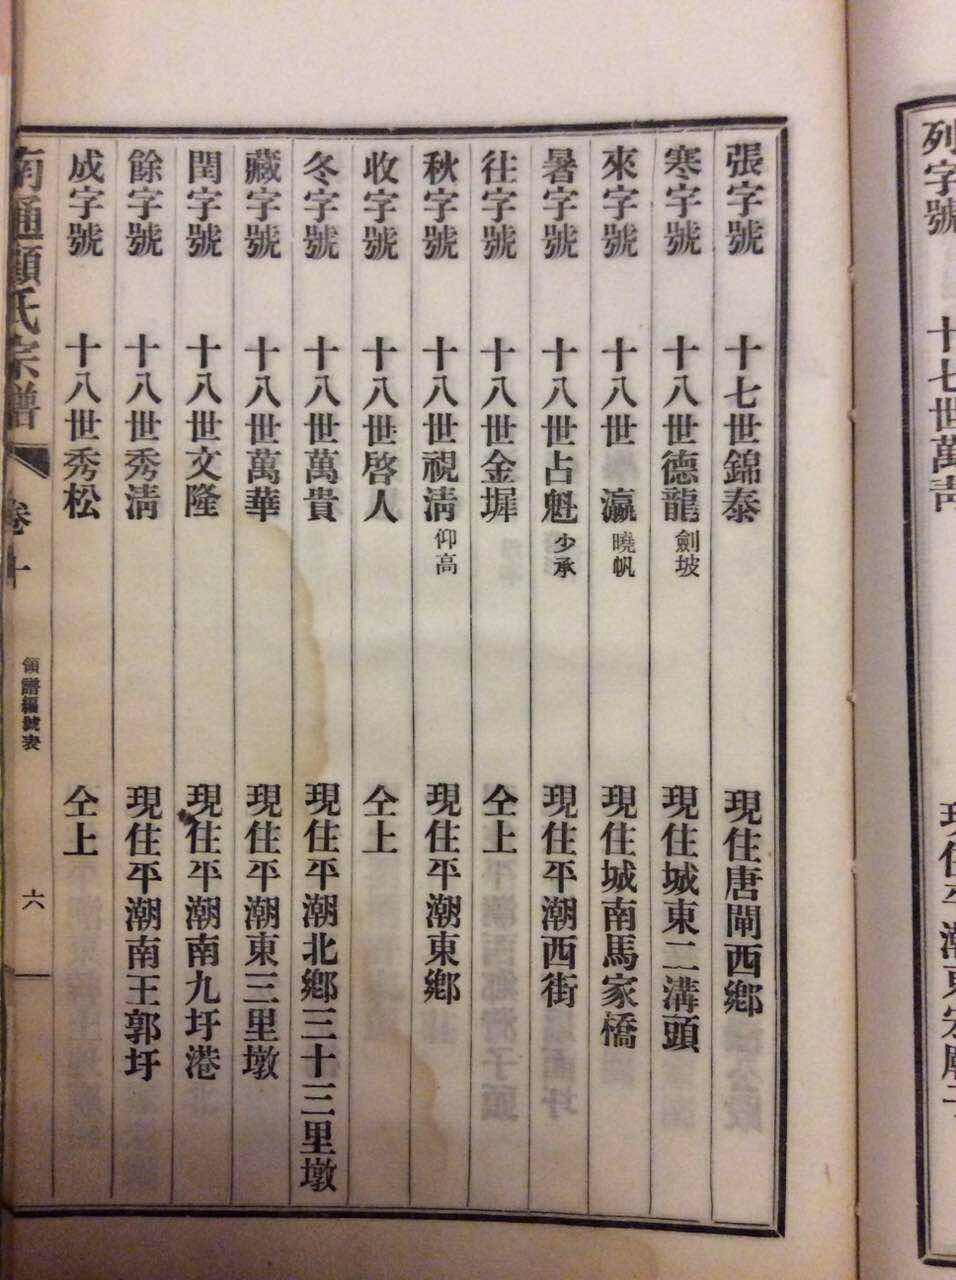 列字號 十七世萬青 現住平潮東宏廟子
張字號 十七世錦泰 現住唐閘西鄉
寒字號 十八世德龍 劍坡 現住城東二溝頭
來字號 十八世 瀛 曉帆 現住城南馬家橋
暑字號 十八世占魁 少承 現住平潮西街
往字號 十八世金墀 仝上
秋字號 十八世視清 仰高 現住平潮東鄉
收字號 十八世啓人 仝上
冬字號 十八世萬貴 現住平潮北鄉三十三里墩
藏字號 十八世萬華 現住平潮東三里墩
閏字號 十八世文隆 現住平潮南九圩港
餘字號 十八世秀清 現住平潮南王郭圩
成字號 十八世秀松 仝上
南通顧氏宗譜 卷十 領譜編號表 六